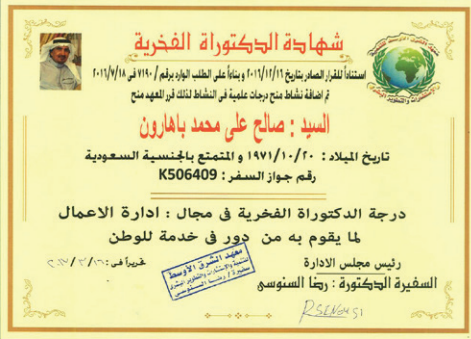 شهادة الدكتوراة الفخرية
استناداً للقرار الصادر بتاريخ ٢٠١٦/١٢/١٦ وبناءاً على الطلب الوارد برقم / ٧١٩٠ فى ٢٠١٦/٧/١٨
تم اضافة نشاط منح درجات علمية فى النشاط لذلك قرر المعهد منح
السيد : صالح على محمد باهارون
تاريخ الميلاد : ١٩٧١/١٠/٢٠ و المتمتع بالجنسية السعودية
رقم جواز السفر : K506409
درجة الدكتوراة الفخرية فى مجال : ادارة الاعمال
لما يقوم به من دور فى خدمة للوطن
رئيس مجلس الادارة
تحريراً فى :
السفيرة الدكتورة : رضا السنوسى
معهد الشرق الأوسط